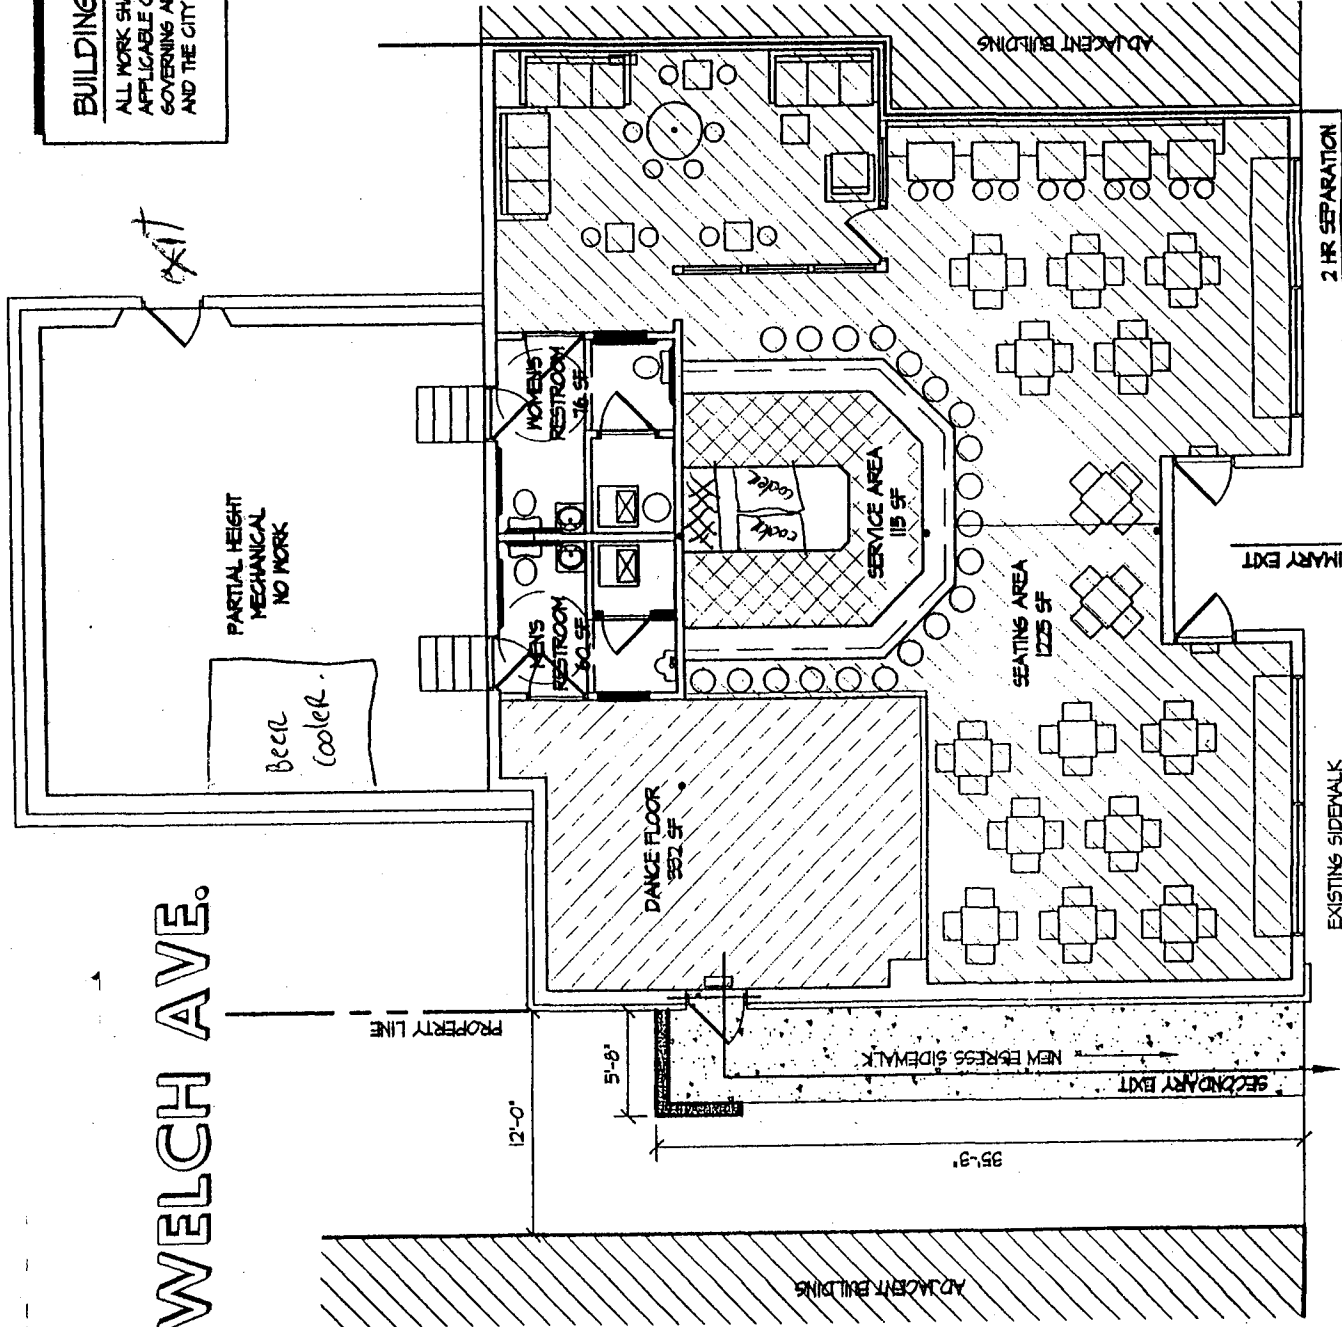 BUILDING
ALL WORK SHA
APPLICABLE C
GOVERNING A
AND THE CITY
EXIT
WELCH AVE.
PARTIAL HEIGHT
MECHANICAL
NO WORK
Beer
Cooler.
ADJACENT BUILDING
WOMEN'S
RESTROOM
76 SF
MEN'S
RESTROOM
60 SF
cooler
cooler
SERVICE AREA
115 SF
SEATING AREA
1225 SF
DANCE FLOOR
332 SF
2 HR SEPARATION
IMARY EXIT
EXISTING SIDEWALK
PROPERTY LINE
5'-8"
12'-0"
NEW EGRESS SIDEWALK
SECONDARY EXIT
35'-3"
ADJACENT BUILDING